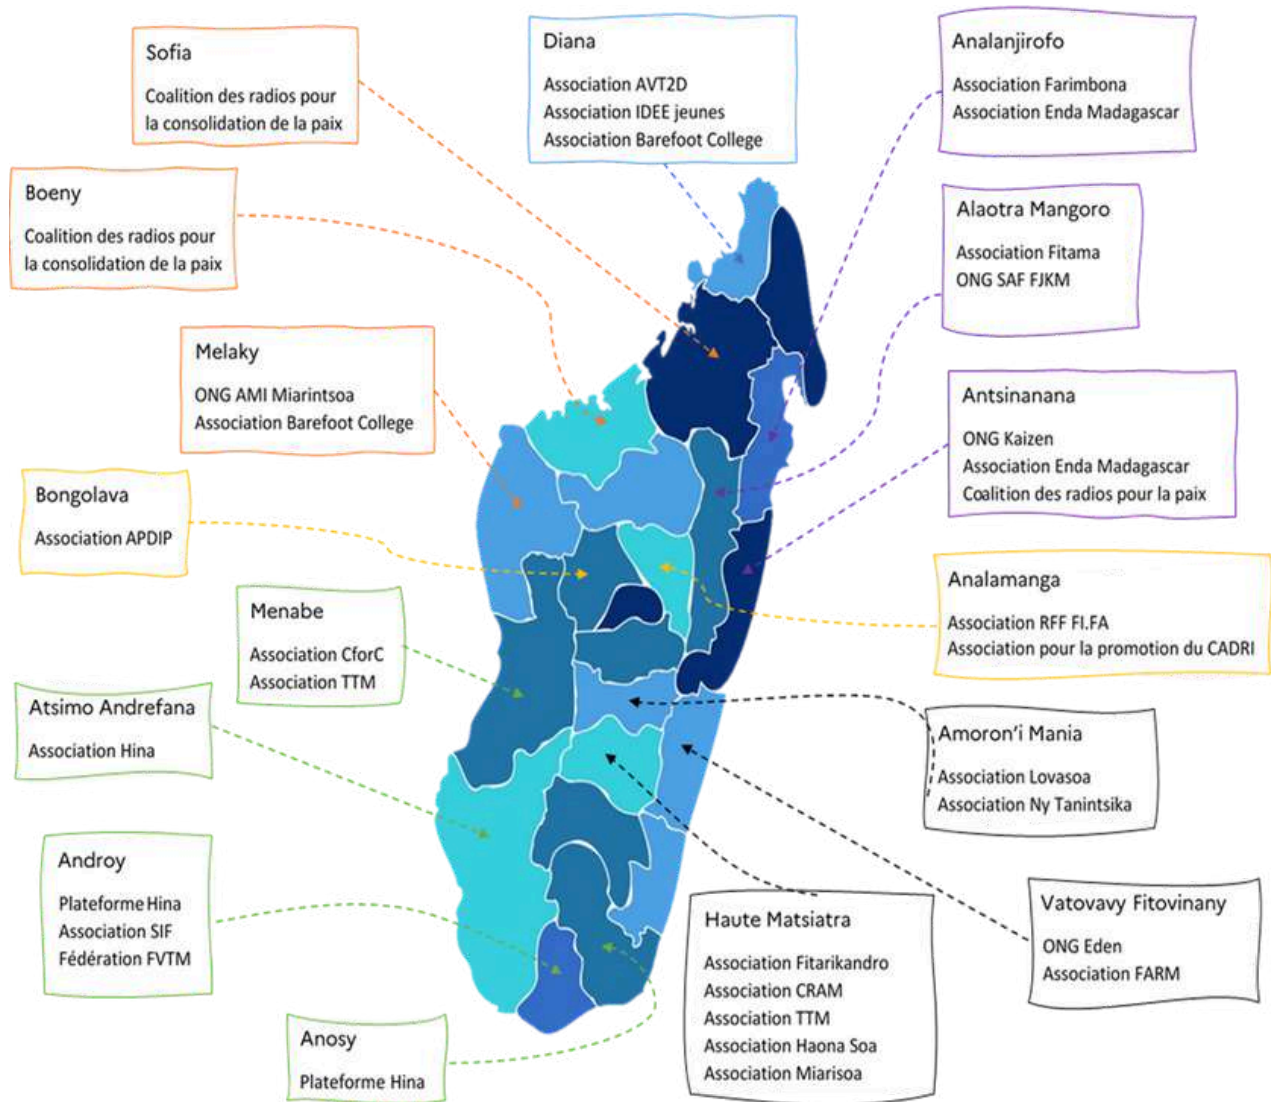 Sofia
Coalition des radios pour
la consolidation de la paix
Diana
Association AVT2D
Association IDEE jeunes
Association Barefoot College
Analanjirofo
Association Farimbona
Association Enda Madagascar
Boeny
Coalition des radios pour
la consolidation de la paix
Alaotra Mangoro
Association Fitama
ONG SAF FJKM
Melaky
ONG AMI Miarintsoa
Association Barefoot College
Antsinanana
ONG Kaizen
Association Enda Madagascar
Coalition des radios pour la paix
Bongolava
Association APDIP
Analamanga
Association RFF FI.FA
Association pour la promotion du CADRI
Menabe
Association CforC
Association TTM
Atsimo Andrefana
Association Hina
Amoron'i Mania
Association Lovasoa
Association Ny Tanintsika
Androy
Plateforme Hina
Association SIF
Fédération FVTM
Haute Matsiatra
Association Fitarikandro
Association CRAM
Association TTM
Association Haona Soa
Association Miarisoa
Vatovavy Fitovinany
ONG Eden
Association FARM
Anosy
Plateforme Hina